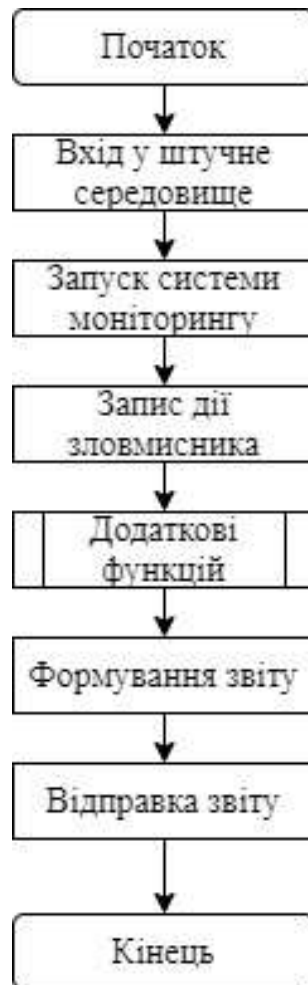 Початок
Вхід у штучне
середовище
Запуск системи
моніторингу
Запис дії
зловмисника
Додаткові
функцій
Формування звіту
Відправка звіту
Кінець